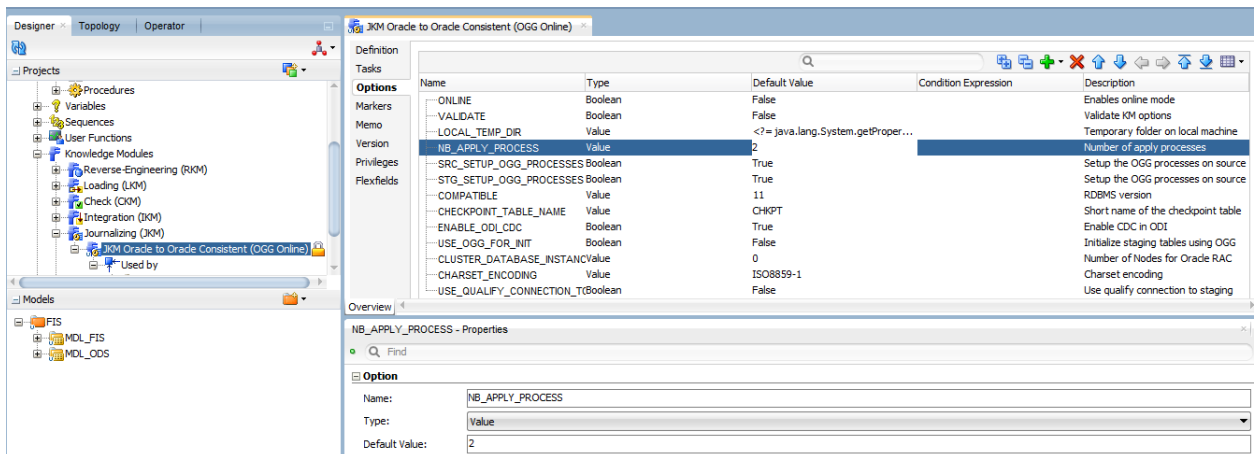 Designer Topology Operator
Projects
Procedures
Variables
Sequences
User Functions
Knowledge Modules
Reverse-Engineering (RKM)
Loading (LKM)
Check (CKM)
Integration (IKM)
Journalizing (JKM)
JKM Oracle to Oracle Consistent (OGG Online)
Used by
Models
FIS
MDL_FIS
MDL_ODS
JKM Oracle to Oracle Consistent (OGG Online)
Definition
Tasks
Options
Markers
Memo
Version
Privileges
Flexfields
Name Type Default Value Condition Expression Description
ONLINE Boolean False Enables online mode
VALIDATE Boolean False Validate KM options
LOCAL_TEMP_DIR Value <?= java.lang.System.getProper... Temporary folder on local machine
NB_APPLY_PROCESS Value 2 Number of apply processes
SRC_SETUP_OGG_PROCESSES Boolean True Setup the OGG processes on source
STG_SETUP_OGG_PROCESSES Boolean True Setup the OGG processes on source
COMPATIBLE Value 11 RDBMS version
CHECKPOINT_TABLE_NAME Value CHKPT Short name of the checkpoint table
ENABLE_ODI_CDC Boolean True Enable CDC in ODI
USE_OGG_FOR_INIT Boolean False Initialize staging tables using OGG
CLUSTER_DATABASE_INSTANC Value 0 Number of Nodes for Oracle RAC
CHARSET_ENCODING Value ISO8859-1 Charset encoding
USE_QUALIFY_CONNECTION_T( Boolean False Use qualify connection to staging
Overview
NB_APPLY_PROCESS - Properties
Find
Option
Name: NB_APPLY_PROCESS
Type: Value
Default Value: 2